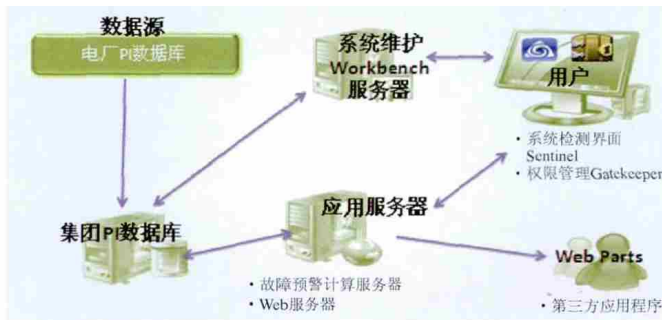 数据源
电厂PI数据库
系统维护
Workbench
服务器
用户
• 系统检测界面
Sentinel
• 权限管理Gatekeeper
集团PI数据库
应用服务器
• 故障预警计算服务器
• Web服务器
Web Parts
• 第三方应用程序